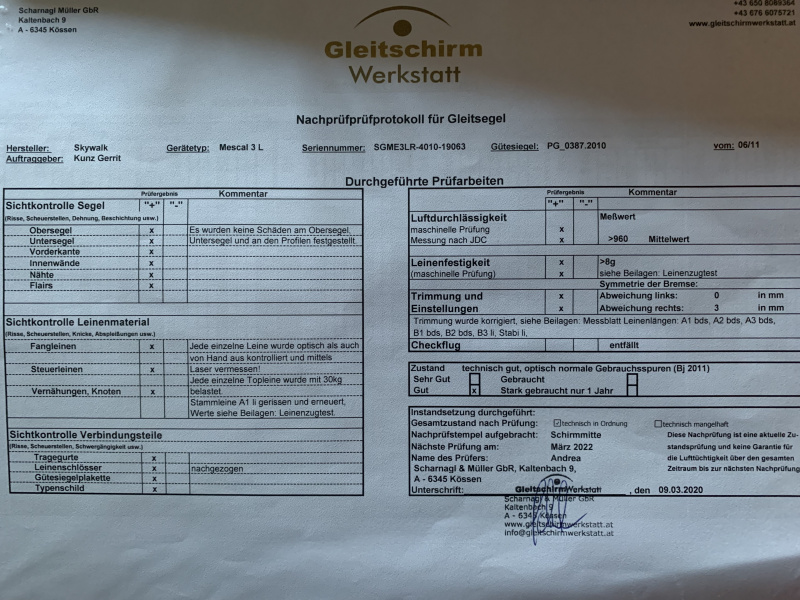 Scharnagl Müller GbR
Kaltenbach 9
A - 6345 Kössen
+43 650 8089364
+43 676 6078721
www.gleitschirmwerkstatt.at
Gleitschirm
Werkstatt
Nachprüfprüfprotokoll für Gleitsegel
Hersteller: Skywalk Gerätetyp: Mescal 3 L Seriennummer: SGME3LR-4010-19063 Gütesiegel: PG_0387.2010 vom: 06/11
Auftraggeber: Kunz Gerrit
Durchgeführte Prüfarbeiten
Prüfergebnis Kommentar
Sichtkontrolle Segel "+" "-"
(Risse, Scheuerstellen, Dehnung, Beschichtung usw.)
Obersegel x Es wurden keine Schäden am Obersegel,
Untersegel x Untersegel und an den Profilen festgestellt.
Vorderkante x
Innenwände x
Nähte x
Flairs x
Sichtkontrolle Leinenmaterial
(Risse, Scheuerstellen, Knicke, Abspleißungen usw.)
Fangleinen x Jede einzelne Leine wurde optisch als auch
von Hand aus kontrolliert und mittels
Steuerleinen x Laser vermessen!
Jede einzelne Topleine wurde mit 30kg
Vernähungen, Knoten x belastet.
Stammleine A1 li gerissen und erneuert,
Werte siehe Beilagen: Leinenzugtest.
Sichtkontrolle Verbindungsteile
(Risse, Scheuerstellen, Schwergängigkeit usw.)
Tragegurte x
Leinenschlösser x nachgezogen
Gütesiegelplakette x
Typenschild x
Prüfergebnis Kommentar
"+" "-"
Luftdurchlässigkeit Meßwert
maschinelle Prüfung x
Messung nach JDC x >960 Mittelwert
Leinenfestigkeit x >8g
(maschinelle Prüfung) x siehe Beilagen: Leinenzugtest
Symmetrie der Bremse:
Trimmung und x Abweichung links: 0 in mm
Einstellungen x Abweichung rechts: 3 in mm
Trimmung wurde korrigiert, siehe Beilagen: Messblatt Leinenlängen: A1 bds, A2 bds, A3 bds,
B1 bds, B2 bds, B3 li, Stabi li,
Checkflug entfällt
Zustand technisch gut, optisch normale Gebrauchsspuren (Bj 2011)
Sehr Gut Gebraucht
Gut x Stark gebraucht nur 1 Jahr
Instandsetzung durchgeführt:
Gesamtzustand nach Prüfung: technisch in Ordnung technisch mangelhaft
Nachprüfstempel aufgebracht: Schirmmitte Diese Nachprüfung ist eine aktuelle Zu-
Nächste Prüfung am: März 2022 standsprüfung und keine Garantie für
Name des Prüfers: Andrea die Lufttüchtigkeit über den gesamten
Scharnagl & Müller GbR, Kaltenbach 9, Zeitraum bis zur nächsten Nachprüfung
A - 6345 Kössen
Unterschrift: , den 09.03.2020
Gleitschirm Werkstatt
Scharnagl & Müller GbR
Kaltenbach 9
A - 6345 Kössen
www.gleitschirmwerkstatt.at
info@gleitschirmwerkstatt.at